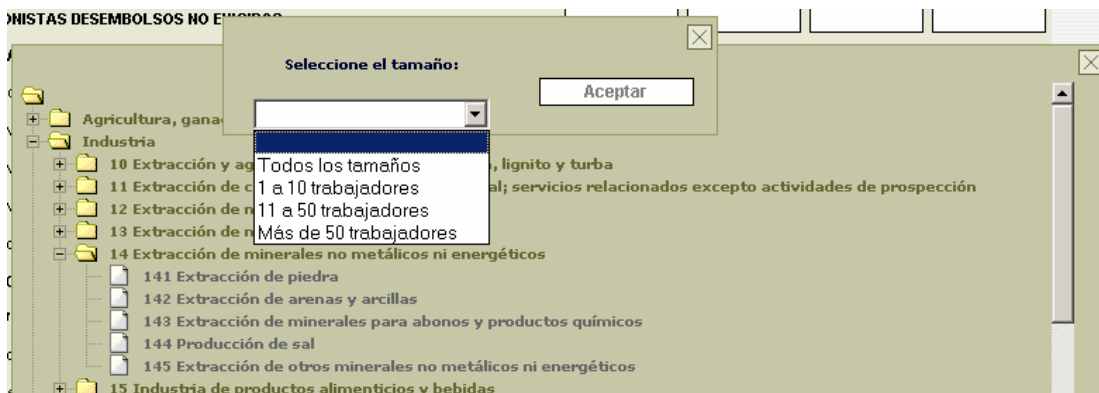 ONISTAS DESEMBOLSOS NO EXIGIDOS
Seleccione el tamaño:
Aceptar
Agricultura, gana
Industria
Todos los tamaños
1 a 10 trabajadores
11 a 50 trabajadores
Más de 50 trabajadores
10 Extracción y ag , lignito y turba
11 Extracción de c al; servicios relacionados excepto actividades de prospección
12 Extracción de m
13 Extracción de m
14 Extracción de minerales no metálicos ni energéticos
141 Extracción de piedra
142 Extracción de arenas y arcillas
143 Extracción de minerales para abonos y productos químicos
144 Producción de sal
145 Extracción de otros minerales no metálicos ni energéticos
15 Industria de productos alimenticios y bebidas